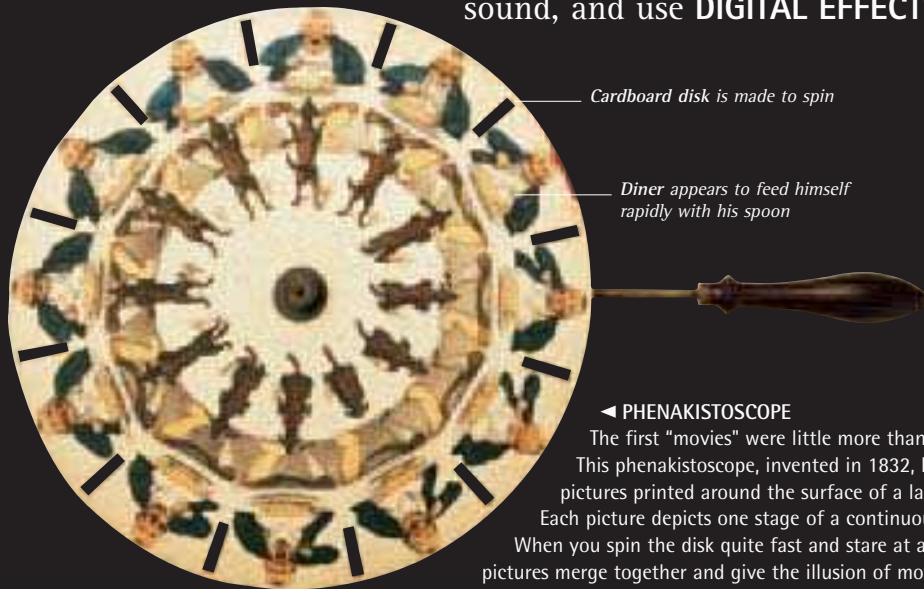 sound, and use DIGITAL EFFECT
Cardboard disk is made to spin
Diner appears to feed himself
rapidly with his spoon
◄ PHENAKISTOSCOPE
The first "movies" were little more than
This phenakistoscope, invented in 1832,
pictures printed around the surface of a la
Each picture depicts one stage of a continuou
When you spin the disk quite fast and stare at a
pictures merge together and give the illusion of mo